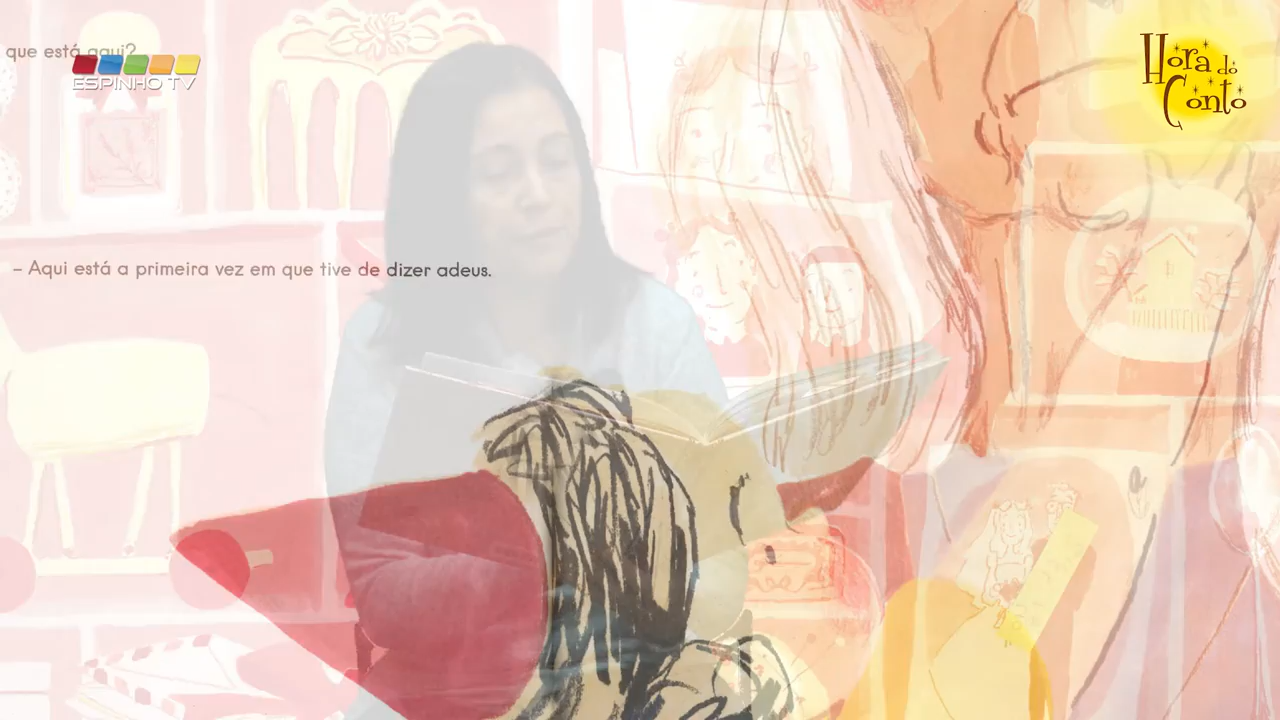 que está aqui?
ESPINHO TV
Hora do
Conto
– Aqui está a primeira vez em que tive de dizer adeus.